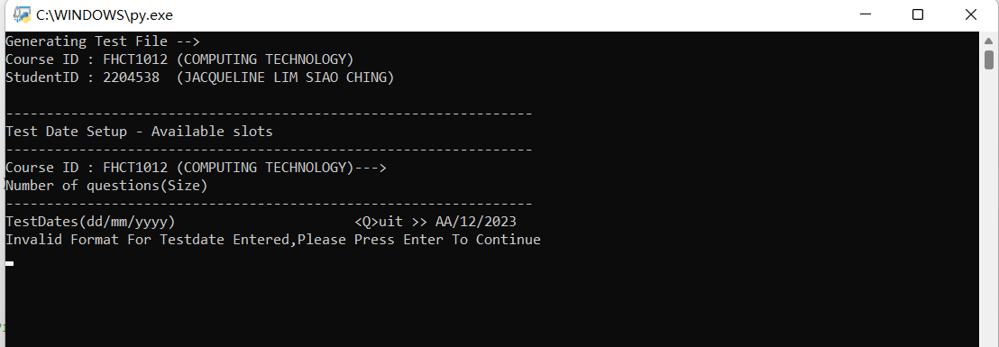 C:\WINDOWS\py.exe
Generating Test File -->
Course ID : FHCT1012 (COMPUTING TECHNOLOGY)
StudentID : 2204538  (JACQUELINE LIM SIAO CHING)
-----------------------------------------------------------------
Test Date Setup - Available slots
-----------------------------------------------------------------
Course ID : FHCT1012 (COMPUTING TECHNOLOGY)--->
Number of questions(Size)
-----------------------------------------------------------------
TestDates(dd/mm/yyyy)                      <Q>uit >> AA/12/2023
Invalid Format For Testdate Entered,Please Press Enter To Continue